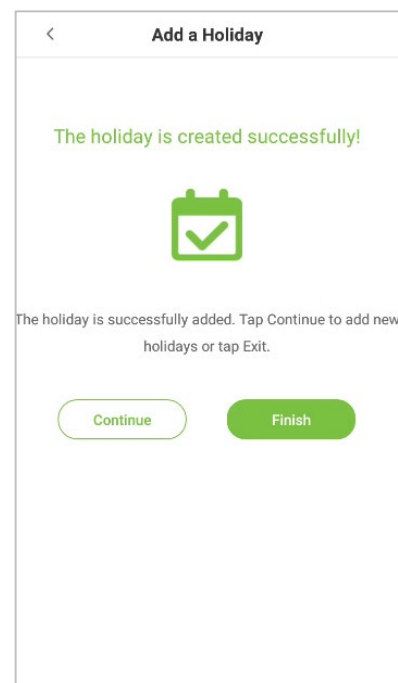 Add a Holiday
The holiday is created successfully!
The holiday is successfully added. Tap Continue to add new
holidays or tap Exit.
Continue
Finish